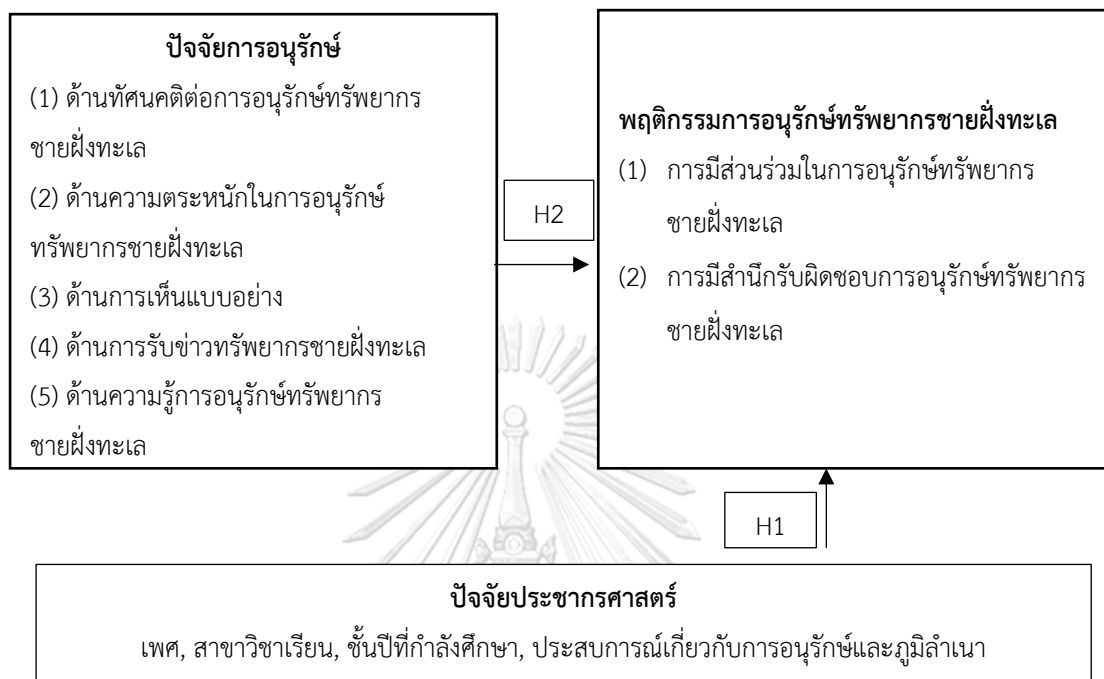 ปัจจัยการอนุรักษ์
(1) ด้านทัศนคติต่อการอนุรักษ์ทรัพยากร
ชายฝั่งทะเล
(2) ด้านความตระหนักในการอนุรักษ์
ทรัพยากรชายฝั่งทะเล
(3) ด้านการเห็นแบบอย่าง
(4) ด้านการรับข่าวทรัพยากรชายฝั่งทะเล
(5) ด้านความรู้การอนุรักษ์ทรัพยากร
ชายฝั่งทะเล
H2
พฤติกรรมการอนุรักษ์ทรัพยากรชายฝั่งทะเล
(1) การมีส่วนร่วมในการอนุรักษ์ทรัพยากร
ชายฝั่งทะเล
(2) การมีสำนึกรับผิดชอบการอนุรักษ์ทรัพยากร
ชายฝั่งทะเล
H1
ปัจจัยประชากรศาสตร์
เพศ, สาขาวิชาเรียน, ชั้นปีที่กำลังศึกษา, ประสบการณ์เกี่ยวกับการอนุรักษ์และภูมิลำเนา